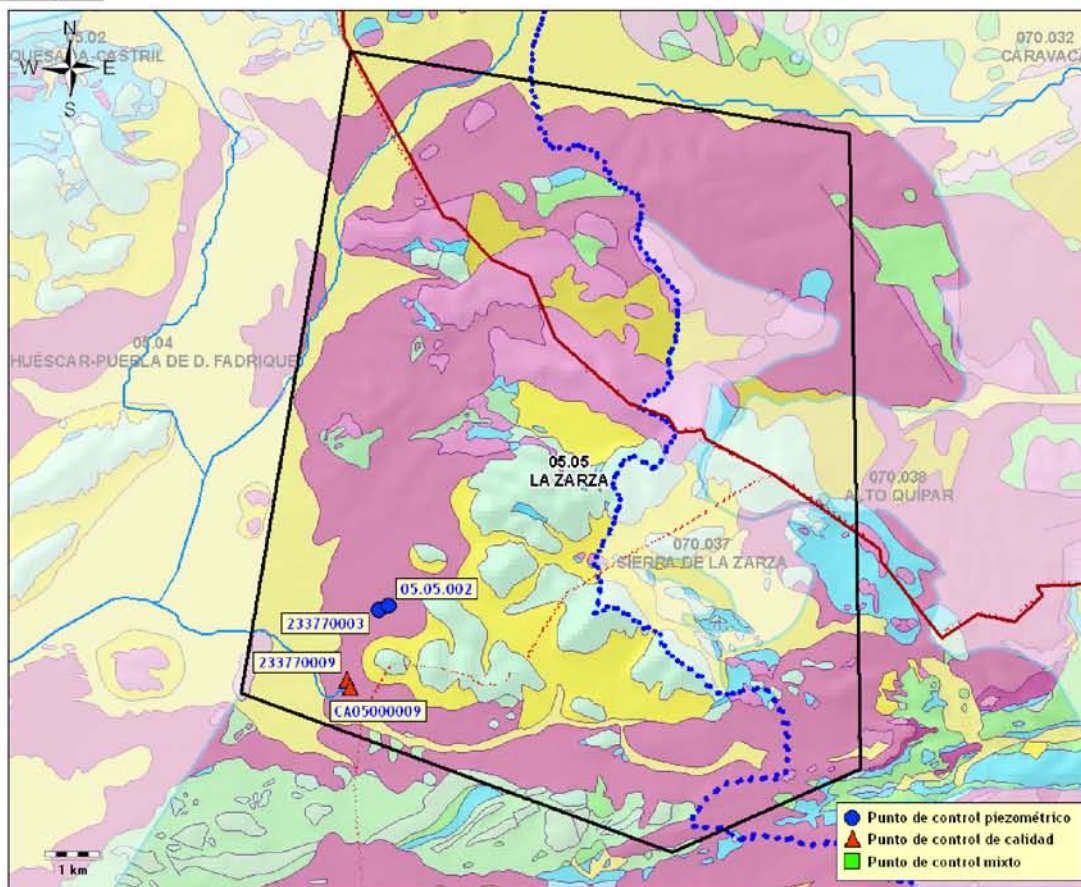 N
W E
S
05.02
QUESADA-CASTRIL
070.032
CARAVACA
05.04
HUÉSCAR-PUEBLA DE D. FADRIQUE
05.05
LA ZARZA
070.038
ALTO QUÍPAR
070.037
SIERRA DE LA ZARZA
05.05.002
233770003
233770009
CA05000009
1 km
Punto de control piezométrico
Punto de control de calidad
Punto de control mixto